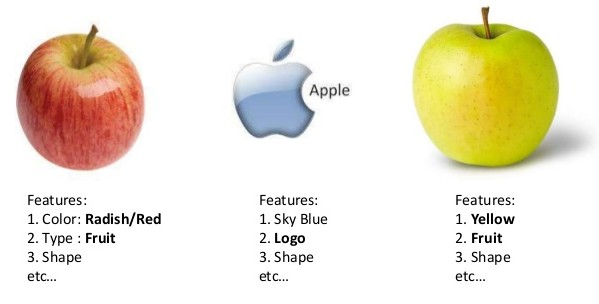 Apple
Features:
1. Color: Radish/Red
2. Type : Fruit
3. Shape
etc...
Features:
1. Sky Blue
2. Logo
3. Shape
etc...
Features:
1. Yellow
2. Fruit
3. Shape
etc...